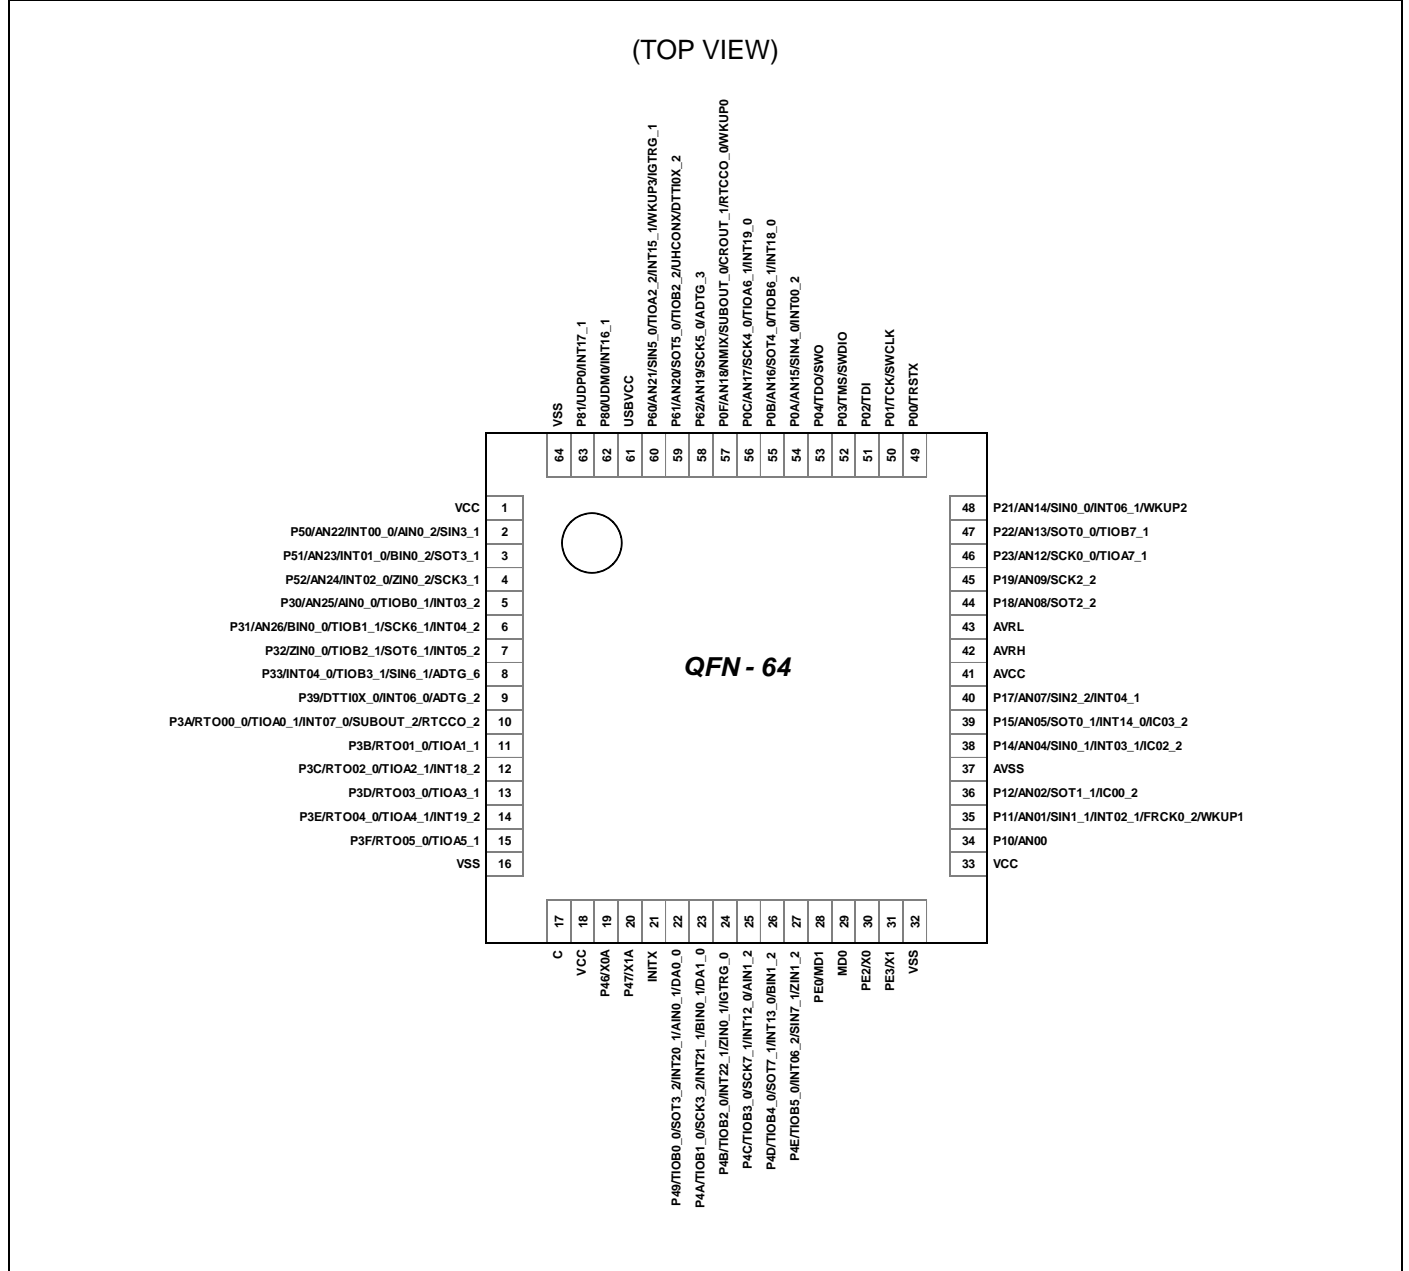 (TOP VIEW)
VSS
P81/UDP0/INT17_1
P80/UDM0/INT16_1
USBVCC
P60/AN21/SIN5_0/TIOA2_2/INT15_1/WKUP3/IGTRG_1
P61/AN20/SOT5_0/TIOB2_2/UHCONX/DTTI0X_2
P62/AN19/SCK5_0/ADTG_3
P0F/AN18/NMIX/SUBOUT_0/CROUT_1/RTCCO_0/WKUP0
P0C/AN17/SCK4_0/TIOA6_1/INT19_0
P0B/AN16/SOT4_0/TIOB6_1/INT18_0
P0A/AN15/SIN4_0/INT00_2
P04/TDO/SWO
P03/TMS/SWDIO
P02/TDI
P01/TCK/SWCLK
P00/TRSTX
64
63
62
61
60
59
58
57
56
55
54
53
52
51
50
49
VCC 1
P50/AN22/INT00_0/AIN0_2/SIN3_1 2
P51/AN23/INT01_0/BIN0_2/SOT3_1 3
P52/AN24/INT02_0/ZIN0_2/SCK3_1 4
P30/AN25/AIN0_0/TIOB0_1/INT03_2 5
P31/AN26/BIN0_0/TIOB1_1/SCK6_1/INT04_2 6
P32/ZIN0_0/TIOB2_1/SOT6_1/INT05_2 7
P33/INT04_0/TIOB3_1/SIN6_1/ADTG_6 8
P39/DTTI0X_0/INT06_0/ADTG_2 9
P3A/RTO00_0/TIOA0_1/INT07_0/SUBOUT_2/RTCCO_2 10
P3B/RTO01_0/TIOA1_1 11
P3C/RTO02_0/TIOA2_1/INT18_2 12
P3D/RTO03_0/TIOA3_1 13
P3E/RTO04_0/TIOA4_1/INT19_2 14
P3F/RTO05_0/TIOA5_1 15
VSS 16
QFN - 64
48 P21/AN14/SIN0_0/INT06_1/WKUP2
47 P22/AN13/SOT0_0/TIOB7_1
46 P23/AN12/SCK0_0/TIOA7_1
45 P19/AN09/SCK2_2
44 P18/AN08/SOT2_2
43 AVRL
42 AVRH
41 AVCC
40 P17/AN07/SIN2_2/INT04_1
39 P15/AN05/SOT0_1/INT14_0/IC03_2
38 P14/AN04/SIN0_1/INT03_1/IC02_2
37 AVSS
36 P12/AN02/SOT1_1/IC00_2
35 P11/AN01/SIN1_1/INT02_1/FRCK0_2/WKUP1
34 P10/AN00
33 VCC
17
18
19
20
21
22
23
24
25
26
27
28
29
30
31
32
C
VCC
P46/X0A
P47/X1A
INITX
P49/TIOB0_0/SOT3_2/INT20_1/AIN0_1/DA0_0
P4A/TIOB1_0/SCK3_2/INT21_1/BIN0_1/DA1_0
P4B/TIOB2_0/INT22_1/ZIN0_1/IGTRG_0
P4C/TIOB3_0/SCK7_1/INT12_0/AIN1_2
P4D/TIOB4_0/SOT7_1/INT13_0/BIN1_2
P4E/TIOB5_0/INT06_2/SIN7_1/ZIN1_2
PE0/MD1
MD0
PE2/X0
PE3/X1
VSS